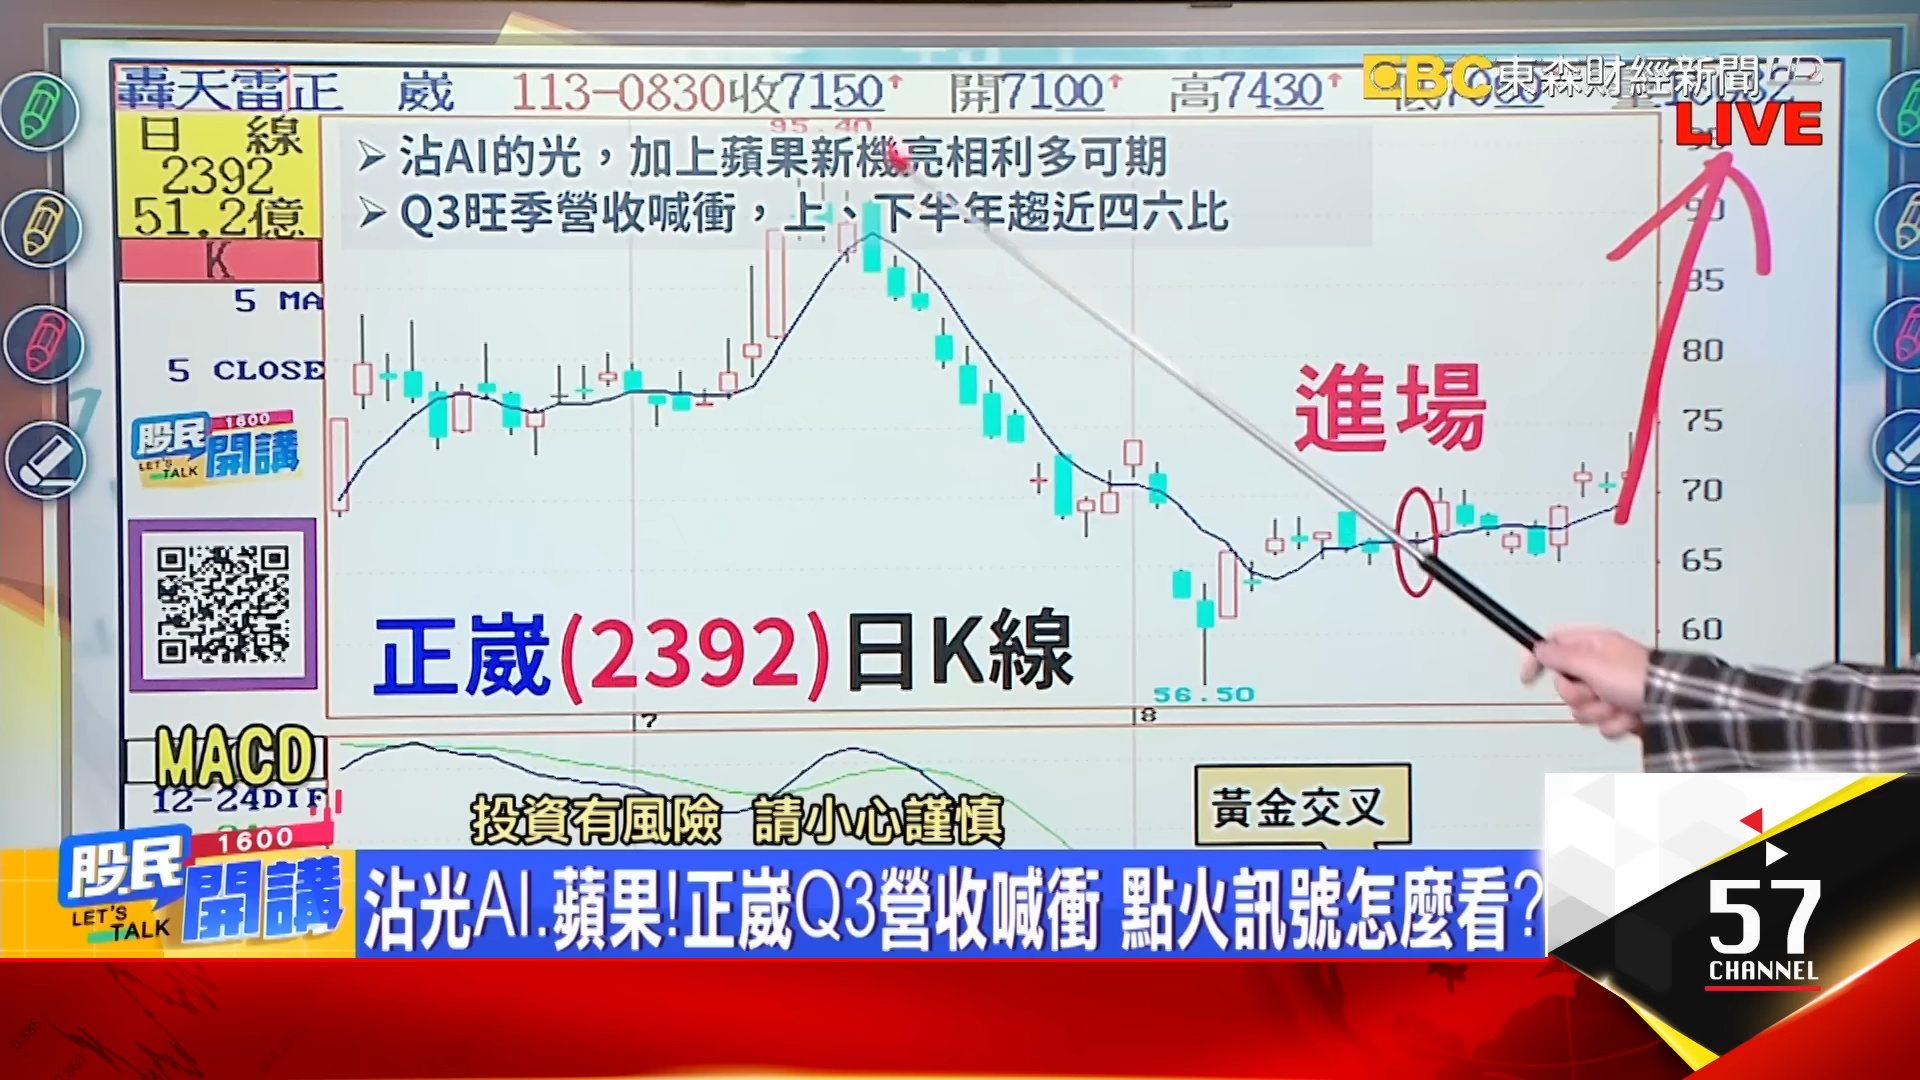 轟天雷正 崴 113-0830收7150↑ 開7100↑ 高7430↑
EBC東森財經新聞HD
LIVE
日 線
2392
51.2億
K
5 MA
5 CLOSE
95.40
➢ 沾AI的光，加上蘋果新機亮相利多可期
➢ Q3旺季營收喊衝，上、下半年趨近四六比
90
85
80
75
70
65
60
進場
股民 1600
開講
LET'S
TALK
正崴(2392)日K線
56.50
7
8
MACD
12-24DIF
投資有風險 請小心謹慎
黃金交叉
股民 1600
開講
LET'S
TALK
沾光AI.蘋果!正崴Q3營收喊衝 點火訊號怎麼看?
57
CHANNEL